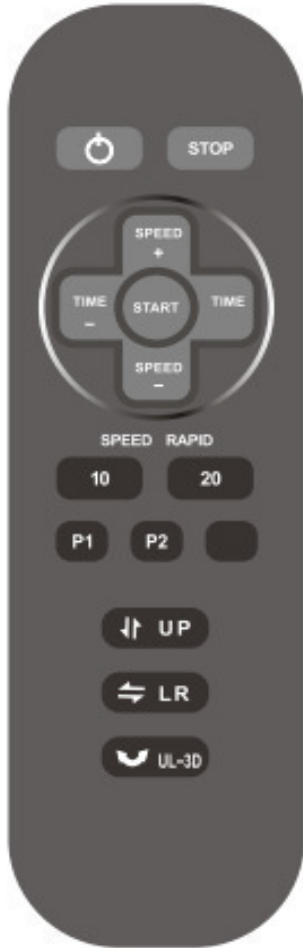 STOP
SPEED
+
TIME
–
START
TIME
SPEED
–
SPEED RAPID
10 20
P1 P2
UP
LR
UL-3D